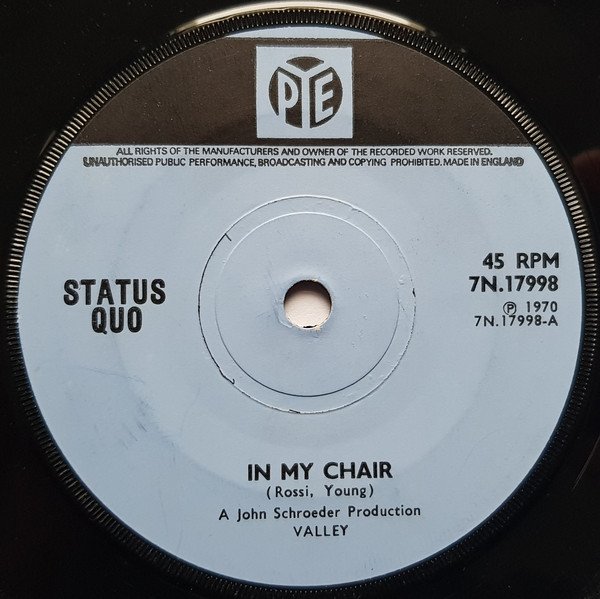 PYE
ALL RIGHTS OF THE MANUFACTURERS AND OWNER OF THE RECORDED WORK RESERVED.
UNAUTHORISED PUBLIC PERFORMANCE, BROADCASTING AND COPYING PROHIBITED. MADE IN ENGLAND
STATUS
QUO
45 RPM
7N.17998
℗ 1970
7N.17998-A
IN MY CHAIR
(Rossi, Young)
A John Schroeder Production
VALLEY